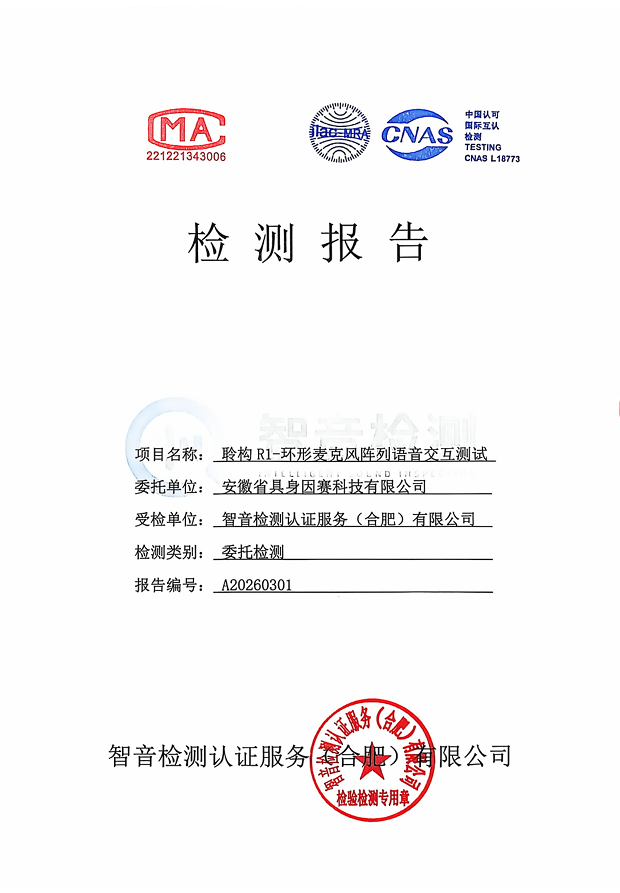 MA
221221343006
ilac-MRA
CNAS
中国认可
国际互认
检测
TESTING
CNAS L18773
检测报告
智音检测
INTELLIGENT SOUND INSPECTION
项目名称：聆构 R1-环形麦克风阵列语音交互测试
委托单位：安徽省具身因赛科技有限公司
受检单位：智音检测认证服务（合肥）有限公司
检测类别：委托检测
报告编号：A20260301
智音检测认证服务（合肥）有限公司
智音检测认证服务（合肥）有限公司
检验检测专用章